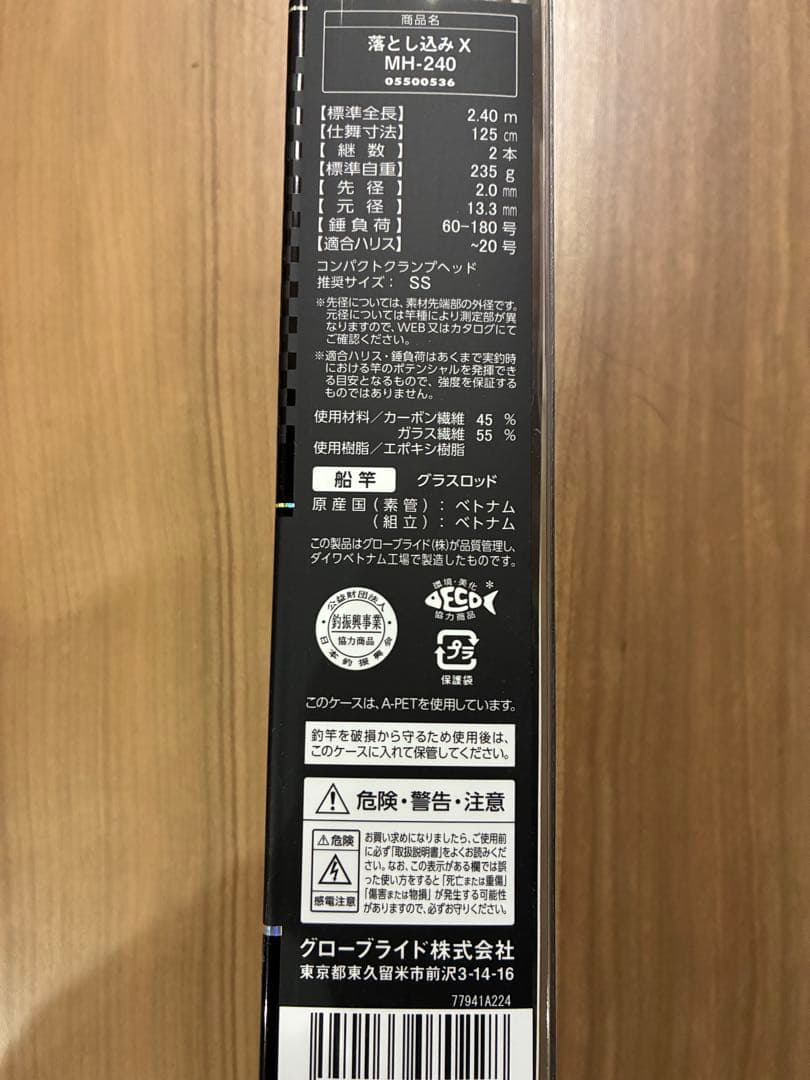 商品名
落とし込みX
MH-240
05500536
【標準全長】 2.40 m
【仕舞寸法】 125 cm
【継数】 2 本
【標準自重】 235 g
【先径】 2.0 mm
【元径】 13.3 mm
【錘負荷】 60-180 号
【適合ハリス】 ~20 号
コンパクトクランプヘッド
推奨サイズ： SS
※先径については、素材先端部の外径です。
元径については竿種により測定部が異
なりますので、WEB又はカタログにて
ご確認ください。
※適合ハリス・錘負荷はあくまで実釣時
における竿のポテンシャルを発揮でき
る目安となるもので、強度を保証する
ものではありません。
使用材料／カーボン繊維 45 %
ガラス繊維 55 %
使用樹脂／エポキシ樹脂
船竿 グラスロッド
原産国（素管）：ベトナム
（組立）：ベトナム
この製品はグローブライド（株）が品質管理し、
ダイワベトナム工場で製造したものです。
公益財団法人
釣振興事業
協力商品
日本釣振興会
環境・美化
DECO
*
協力商品
プラ
保護袋
このケースは、A-PETを使用しています。
釣竿を破損から守るため使用後は、
このケースに入れて保管してください。
危険・警告・注意
危険
感電注意
お買い求めになりましたら、ご使用前
に必ず「取扱説明書」をよくお読みくだ
さい。なお、この表示がある欄では誤
った使い方をすると「死亡または重傷」
「傷害または物損」が発生する可能性
がありますので、必ずお守りください。
グローブライド株式会社
東京都東久留米市前沢3-14-16
77941A224